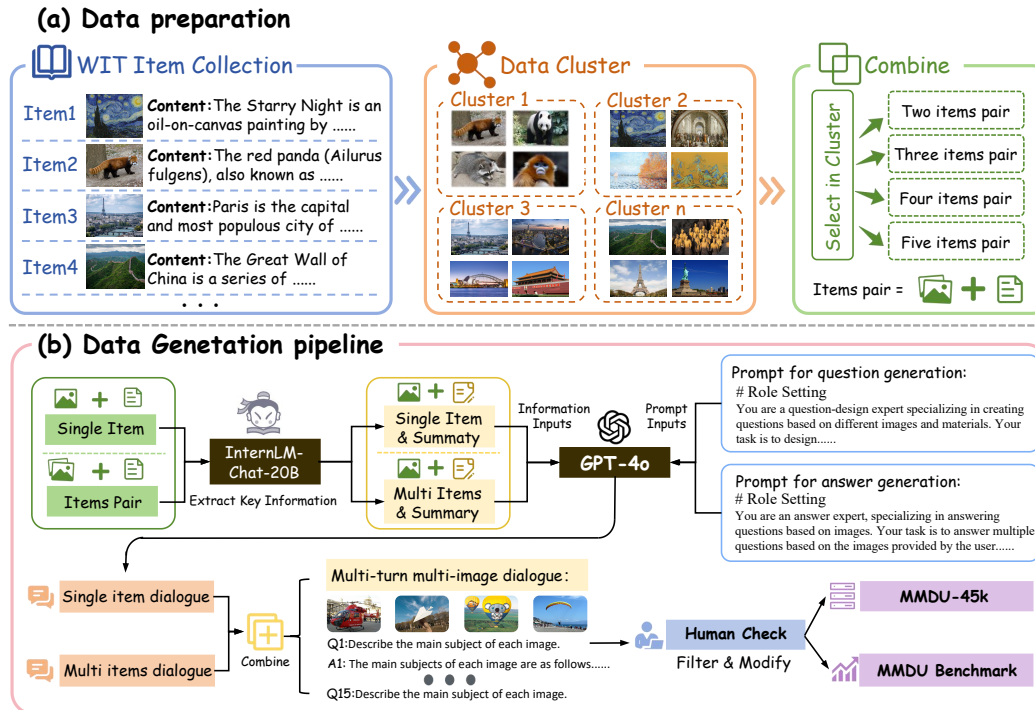 (a) Data preparation
WIT Item Collection
Item1
Content:The Starry Night is an
oil-on-canvas painting by ......
Item2
Content: The red panda (Ailurus
fulgens), also known as ......
Item3
Content:Paris is the capital
and most populous city of ......
Item4
Content:The Great Wall of
China is a series of ......
. . .
Data Cluster
Cluster 1
Cluster 2
Cluster 3
Cluster n
Combine
Select in Cluster
Two items pair
Three items pair
Four items pair
Five items pair
Items pair =
(b) Data Genetation pipeline
Single Item
Items Pair
InternLM-
Chat-20B
Extract Key Information
Single Item
& Summaty
Multi Items
& Summary
Information
Inputs
Prompt
Inputs
GPT-4o
Prompt for question generation:
# Role Setting
You are a question-design expert specializing in creating
questions based on different images and materials. Your
task is to design......
Prompt for answer generation:
# Role Setting
You are an answer expert, specializing in answering
questions based on images. Your task is to answer multiple
questions based on the images provided by the user......
Single item dialogue
Multi items dialogue
Combine
Multi-turn multi-image dialogue:
Q1:Describe the main subject of each image.
A1: The main subjects of each image are as follows......
Q15:Describe the main subject of each image.
Human Check
Filter & Modify
MMDU-45k
MMDU Benchmark